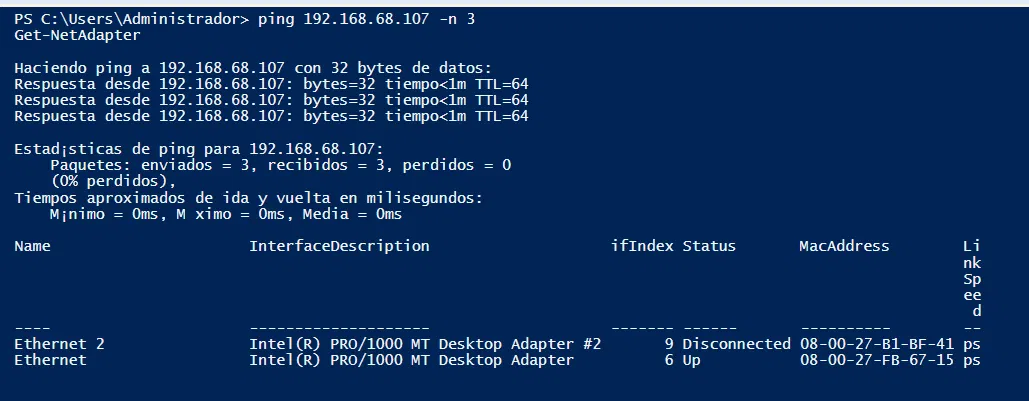 PS C:\Users\Administrador> ping 192.168.68.107 -n 3
Get-NetAdapter
Haciendo ping a 192.168.68.107 con 32 bytes de datos:
Respuesta desde 192.168.68.107: bytes=32 tiempo<1m TTL=64
Respuesta desde 192.168.68.107: bytes=32 tiempo<1m TTL=64
Respuesta desde 192.168.68.107: bytes=32 tiempo<1m TTL=64
Estad¡sticas de ping para 192.168.68.107:
Paquetes: enviados = 3, recibidos = 3, perdidos = 0
(0% perdidos),
Tiempos aproximados de ida y vuelta en milisegundos:
M¡nimo = 0ms, M ximo = 0ms, Media = 0ms
Name InterfaceDescription ifIndex Status MacAddress Li
nk
Sp
ee
d
---- -------------------- ------- ------ ---------- --
Ethernet 2 Intel(R) PRO/1000 MT Desktop Adapter #2 9 Disconnected 08-00-27-B1-BF-41 ps
Ethernet Intel(R) PRO/1000 MT Desktop Adapter 6 Up 08-00-27-FB-67-15 ps